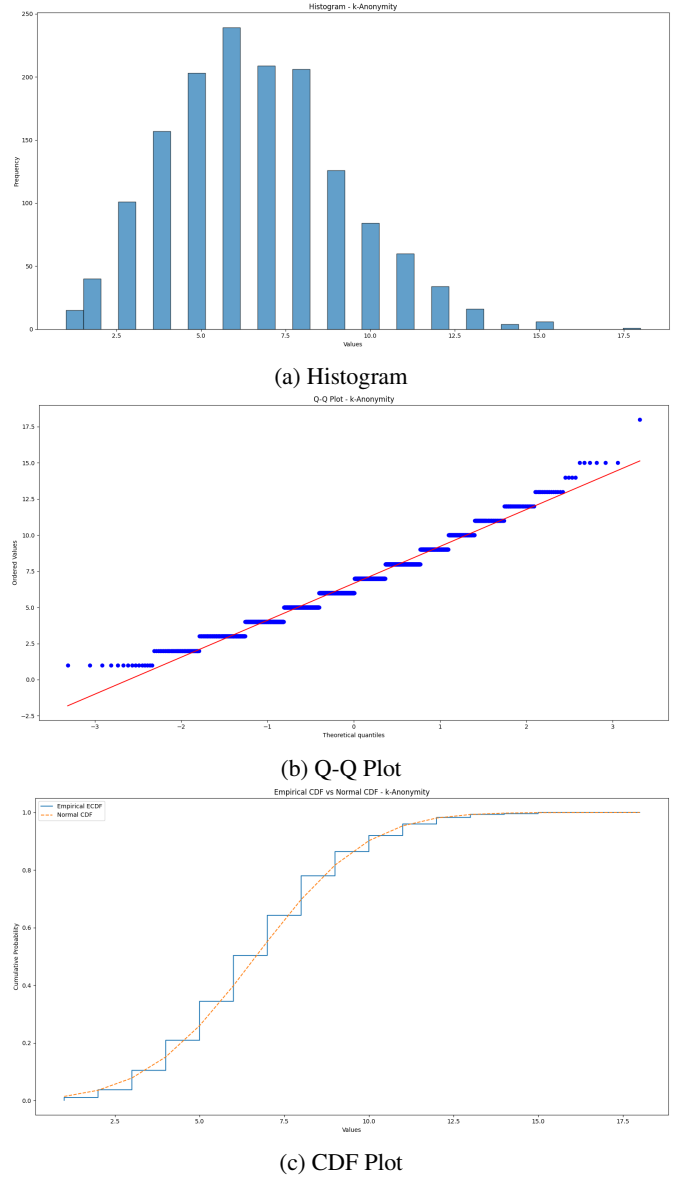 Histogram - k-Anonymity
250
200
150
100
50
0
Frequency
2.5 5.0 7.5 10.0 12.5 15.0 17.5
Values
(a) Histogram
Q-Q Plot - k-Anonymity
17.5
15.0
12.5
10.0
7.5
5.0
2.5
0.0
−2.5
Ordered Values
−3 −2 −1 0 1 2 3
Theoretical quantiles
(b) Q-Q Plot
Empirical CDF vs Normal CDF - k-Anonymity
Empirical ECDF
Normal CDF
1.0
0.8
0.6
0.4
0.2
0.0
Cumulative Probability
2.5 5.0 7.5 10.0 12.5 15.0 17.5
Values
(c) CDF Plot